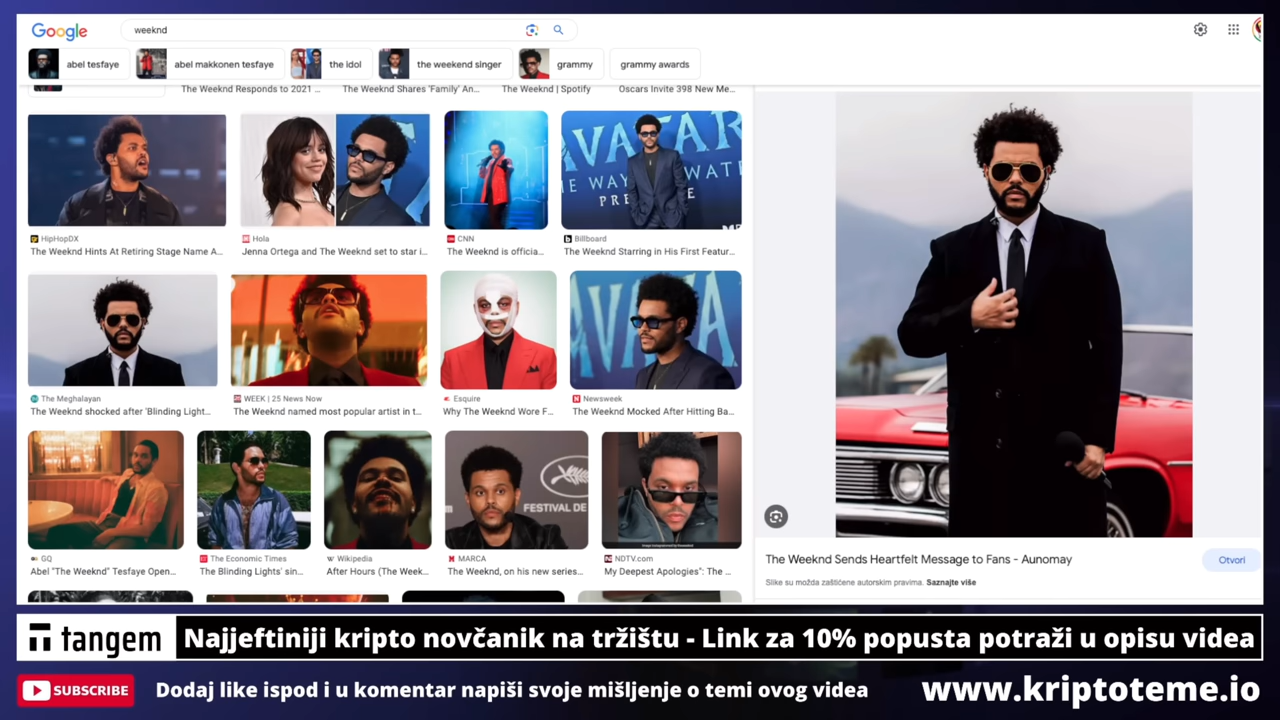 Google
weeknd
abel tesfaye
abel makkonen tesfaye
the idol
the weekend singer
grammy
grammy awards
The Weeknd Responds to 2021 ...
The Weeknd Shares 'Family' An...
The Weeknd | Spotify
Oscars Invite 398 New Me...
AVATAR
THE WAY WATE
PRE E
HipHopDX
The Weeknd Hints At Retiring Stage Name A...
Hola
Jenna Ortega and The Weeknd set to star i...
CNN
The Weeknd is officia...
Billboard
The Weeknd Starring in His First Featur...
AVATA
The Meghalayan
The Weeknd shocked after 'Blinding Light...
WEEK | 25 News Now
The Weeknd named most popular artist in t...
Esquire
Why The Weeknd Wore F...
Newsweek
The Weeknd Mocked After Hitting Ba...
FESTIVAL DE
GQ
Abel "The Weeknd" Tesfaye Open...
The Economic Times
The Blinding Lights' sin...
Wikipedia
After Hours (The Week...
MARCA
The Weeknd, on his new series...
NDTV.com
My Deepest Apologies": The ...
The Weeknd Sends Heartfelt Message to Fans - Aunomay
Otvori
Slike su možda zaštićene autorskim pravima. Saznajte više
tangem
Najjeftiniji kripto novčanik na tržištu - Link za 10% popusta potraži u opisu videa
SUBSCRIBE
Dodaj like ispod i u komentar napiši svoje mišljenje o temi ovog videa
www.kriptoteme.io